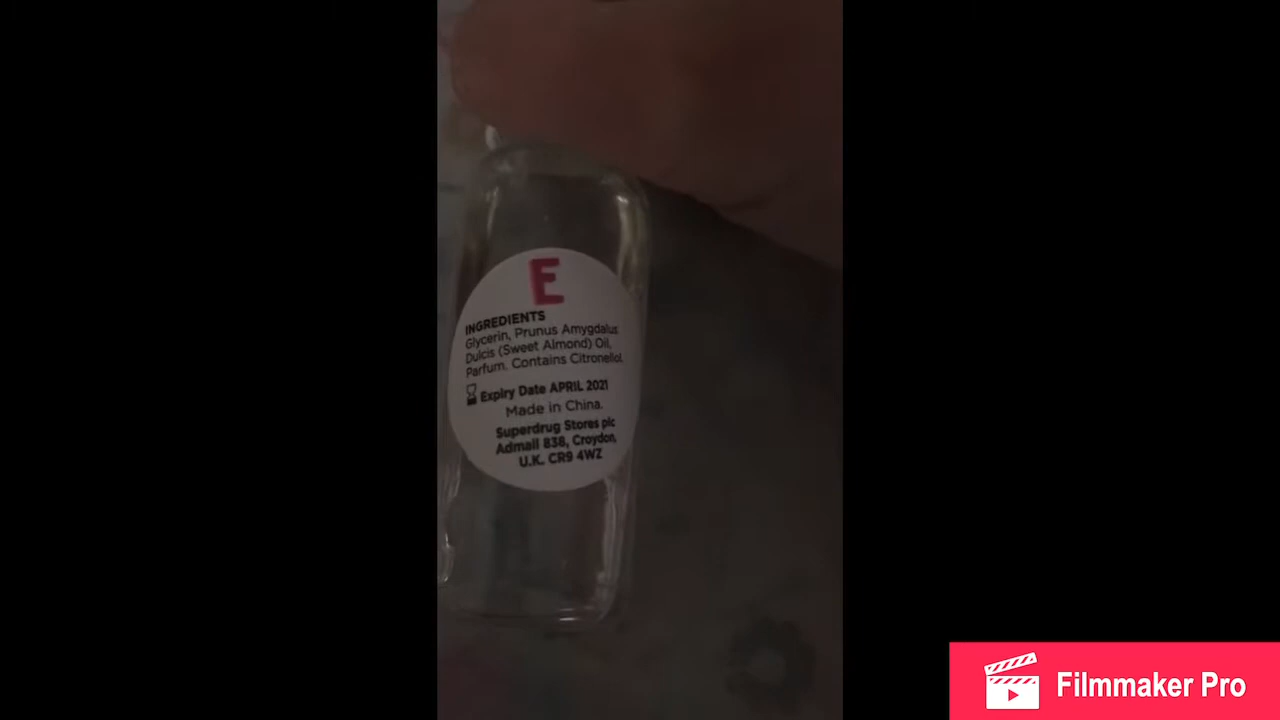 E
INGREDIENTS
Glycerin, Prunus Amygdalus
Dulcis (Sweet Almond) Oil,
Parfum. Contains Citronellol.
Expiry Date APRIL 2021
Made in China.
Superdrug Stores plc
Admail 838, Croydon,
U.K. CR9 4WZ
Filmmaker Pro